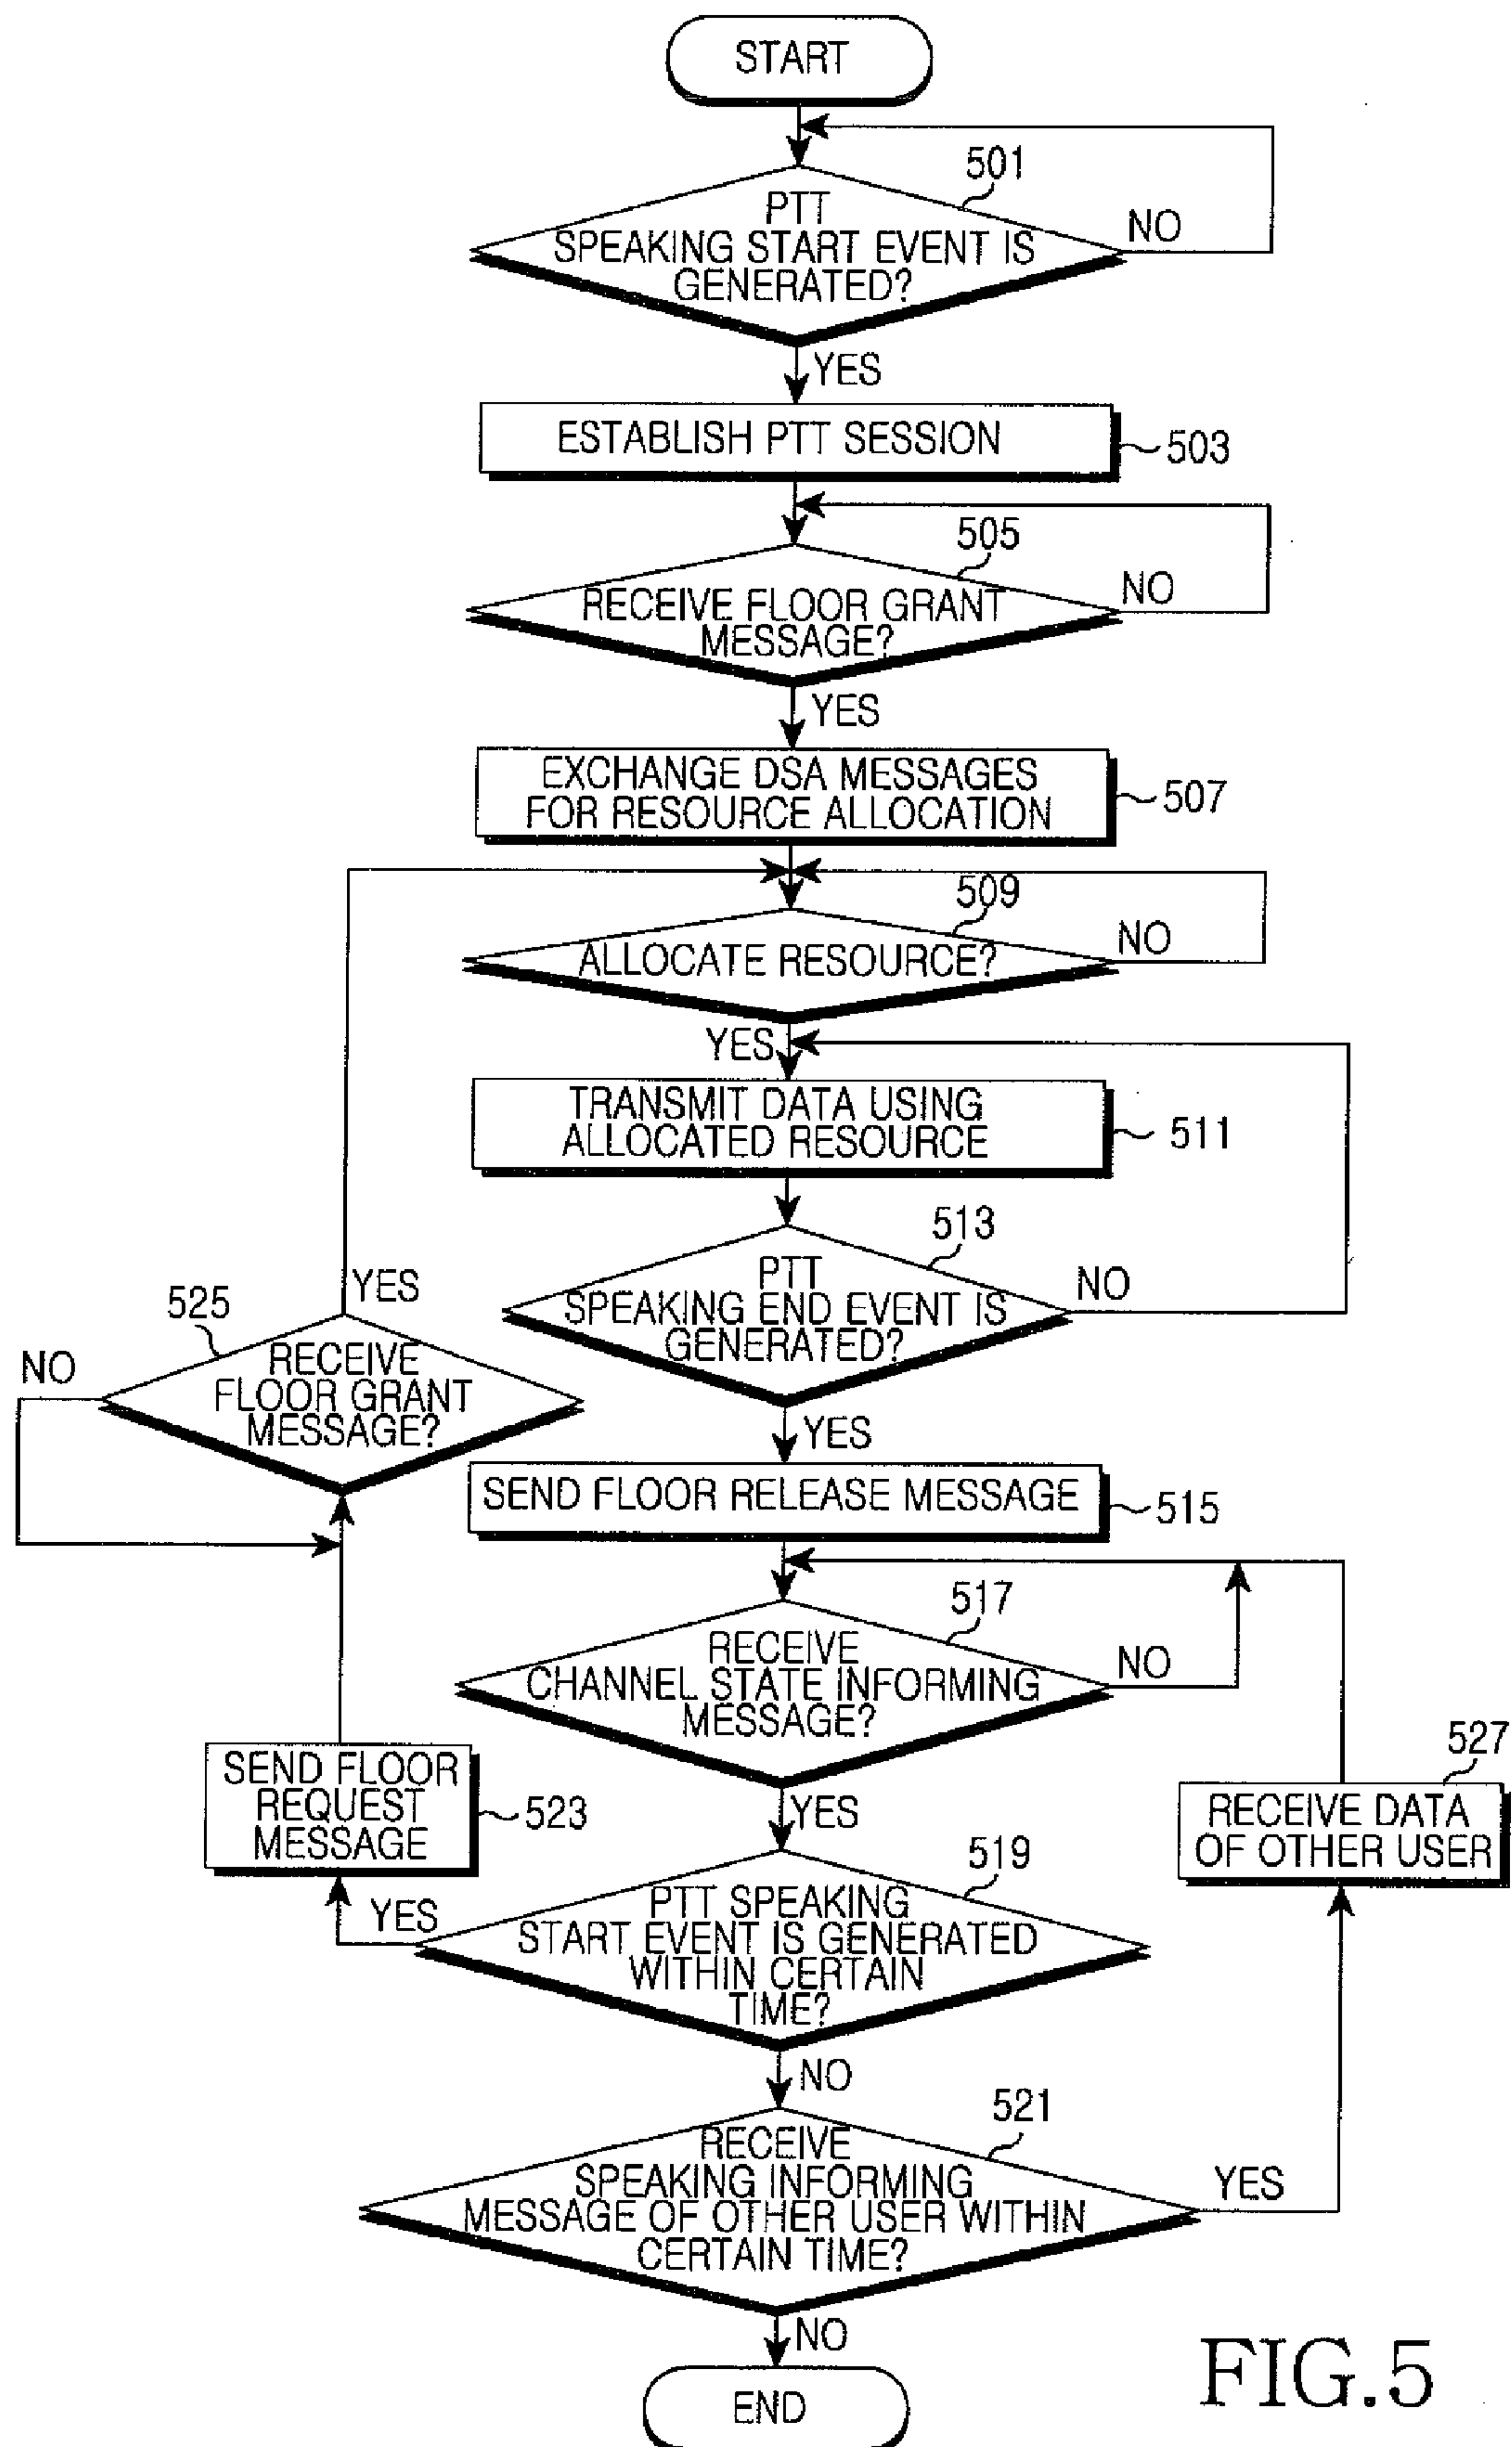 START
501
PTT
SPEAKING START EVENT IS
GENERATED?
NO
YES
ESTABLISH PTT SESSION
503
505
RECEIVE FLOOR GRANT
MESSAGE?
NO
YES
EXCHANGE DSA MESSAGES
FOR RESOURCE ALLOCATION
507
509
ALLOCATE RESOURCE?
NO
YES
TRANSMIT DATA USING
ALLOCATED RESOURCE
511
513
PTT
SPEAKING END EVENT IS
GENERATED?
NO
YES
525
YES
NO
RECEIVE
FLOOR GRANT
MESSAGE?
SEND FLOOR RELEASE MESSAGE
515
517
RECEIVE
CHANNEL STATE INFORMING
MESSAGE?
NO
YES
SEND FLOOR
REQUEST
MESSAGE
523
527
RECEIVE DATA
OF OTHER USER
519
PTT SPEAKING
START EVENT IS GENERATED
WITHIN CERTAIN
TIME?
YES
NO
521
RECEIVE
SPEAKING INFORMING
MESSAGE OF OTHER USER WITHIN
CERTAIN TIME?
YES
NO
END
FIG.5